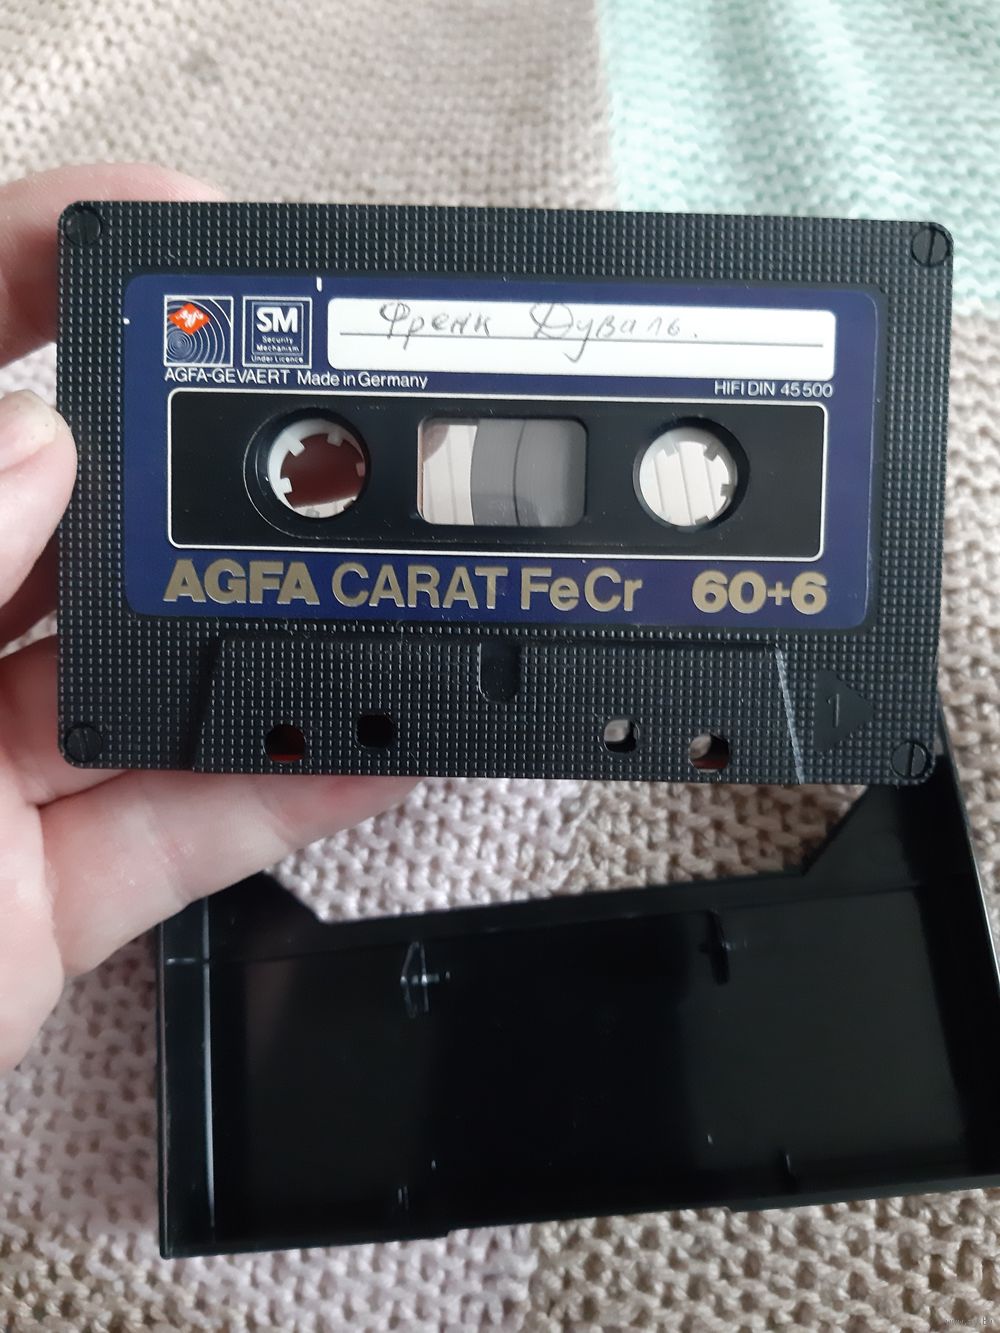 Agfa
SM
Security
Mechanism
Under Licence
Френк Дуваль.
AGFA-GEVAERT Made in Germany
HIFI DIN 45 500
AGFA CARAT FeCr 60+6
1